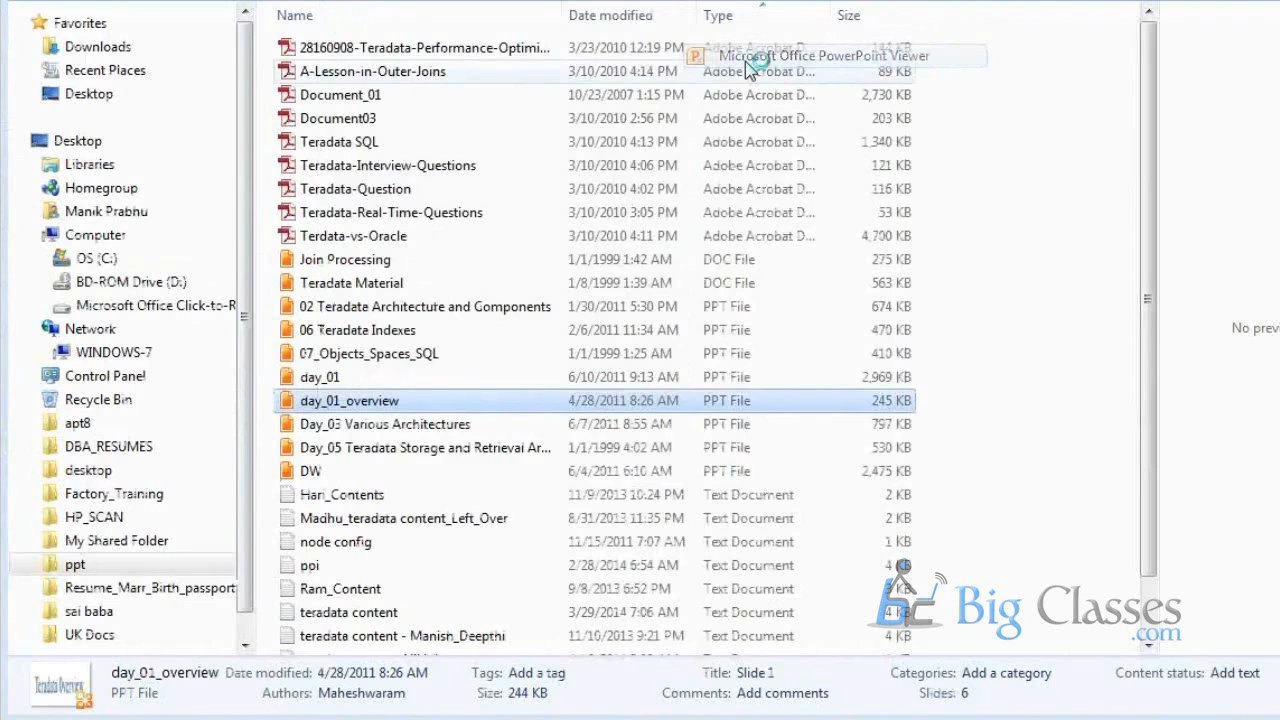 Name Date modified Type Size
Favorites
Downloads
Recent Places
Desktop
Desktop
Libraries
Homegroup
Manik Prabhu
Computer
OS (C:)
BD-ROM Drive (D:)
Microsoft Office Click-to-R
Network
WINDOWS-7
Control Panel
Recycle Bin
apt8
DBA_RESUMES
desktop
Factory_Training
HP_SCAN
My Shared Folder
ppt
Resume_Marr_Birth_passport
sai baba
UK Docs
28160908-Teradata-Performance-Optimi... 3/23/2010 12:19 PM Adobe Acrobat D...
Microsoft Office PowerPoint Viewer
A-Lesson-in-Outer-Joins 3/10/2010 4:14 PM Adobe Acrobat D... 89 KB
Document_01 10/23/2007 1:15 PM Adobe Acrobat D... 2,730 KB
Document03 3/10/2010 2:56 PM Adobe Acrobat D... 203 KB
Teradata SQL 3/10/2010 4:13 PM Adobe Acrobat D... 1,340 KB
Teradata-Interview-Questions 3/10/2010 4:06 PM Adobe Acrobat D... 121 KB
Teradata-Question 3/10/2010 4:02 PM Adobe Acrobat D... 116 KB
Teradata-Real-Time-Questions 3/10/2010 3:05 PM Adobe Acrobat D... 53 KB
Terdata-vs-Oracle 3/10/2010 4:11 PM Adobe Acrobat D... 4,700 KB
Join Processing 1/1/1999 1:42 AM DOC File 275 KB
Teradata Material 1/8/1999 1:39 AM DOC File 563 KB
02 Teradate Architecture and Components 1/30/2011 5:30 PM PPT File 674 KB
06 Teradate Indexes 2/6/2011 11:34 AM PPT File 470 KB
07_Objects_Spaces_SQL 1/1/1999 1:25 AM PPT File 410 KB
day_01 6/10/2011 9:13 AM PPT File 2,969 KB
day_01_overview 4/28/2011 8:26 AM PPT File 245 KB
Day_03 Various Architectures 6/7/2011 8:55 AM PPT File 797 KB
Day_05 Teradata Storage and Retrieval Ar... 1/1/1999 4:02 AM PPT File 530 KB
DW 6/4/2011 6:10 AM PPT File 2,475 KB
Hari_Contents 11/9/2013 10:24 PM Text Document 2 KB
Madhu_teradata content_Left_Over 8/31/2013 11:35 PM Text Document 2 KB
node config 11/15/2011 7:07 AM Text Document 1 KB
ppi 2/28/2014 6:54 AM Text Document 4
Ram_Content 9/8/2013 6:52 PM Text Document
teradata content 3/29/2014 7:06 AM Text Document
teradata content - Manish_Deepthi Text Document
No prev
Big Classes
.com
Teradata Overview
day_01_overview Date modified: 4/28/2011 8:26 AM Tags: Add a tag Title: Slide 1 Categories: Add a category Content status: Add text
PPT File Authors: Maheshwaram Size: 244 KB Comments: Add comments Slides: 6